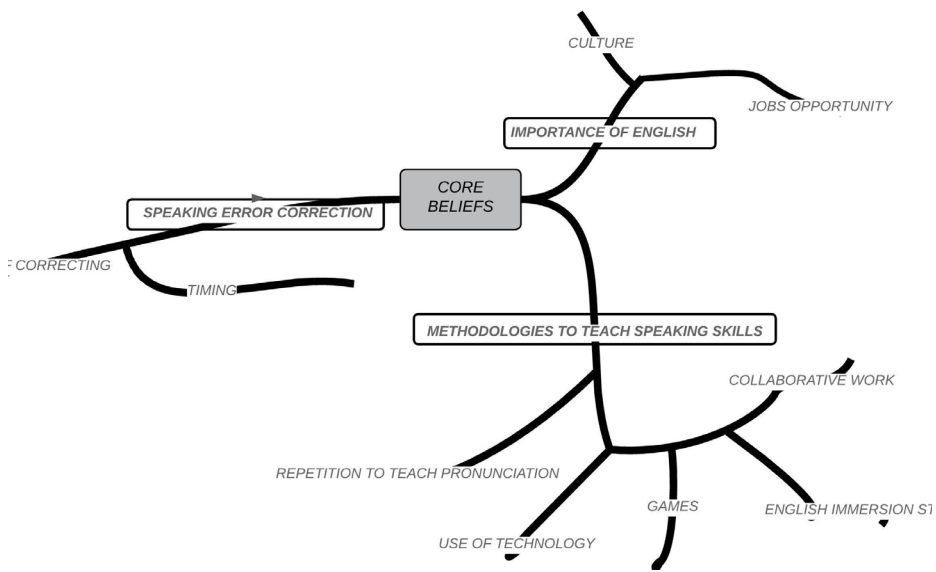 CULTURE
JOBS OPPORTUNITY
IMPORTANCE OF ENGLISH
CORE
BELIEFS
SPEAKING ERROR CORRECTION
CORRECTING
TIMING
METHODOLOGIES TO TEACH SPEAKING SKILLS
COLLABORATIVE WORK
REPETITION TO TEACH PRONUNCIATION
GAMES
ENGLISH IMMERSION
USE OF TECHNOLOGY